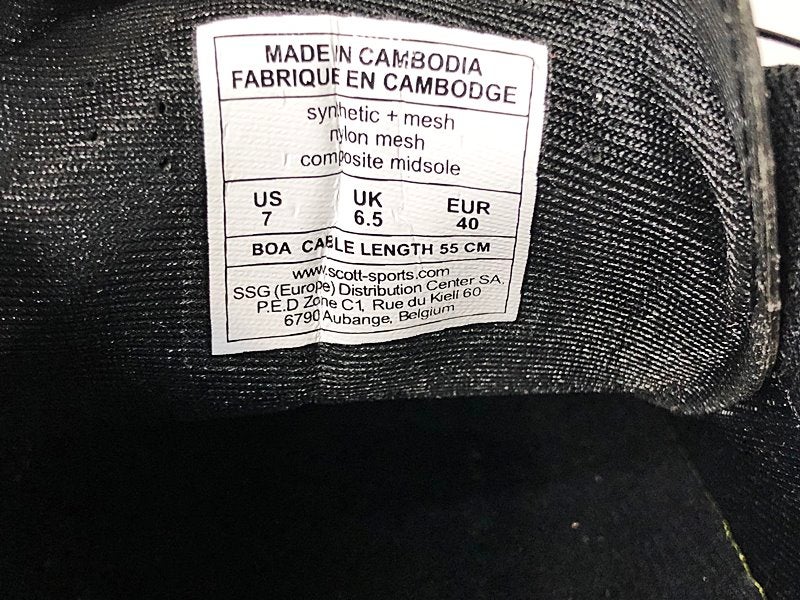 MADE IN CAMBODIA
FABRIQUE EN CAMBODGE
synthetic + mesh
nylon mesh
composite midsole
US UK EUR
7 6.5 40
BOA CABLE LENGTH 55 CM
www.scott-sports.com
SSG (Europe) Distribution Center SA.
P.E.D Zone C1, Rue du Kiell 60
6790 Aubange, Belgium